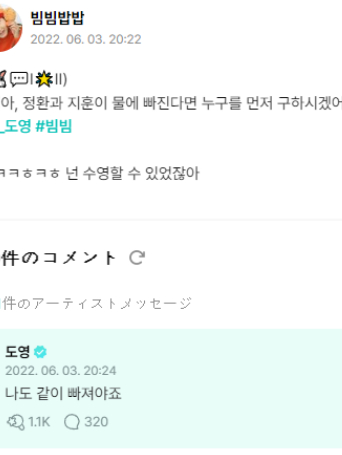 빔빔밥밥
2022. 06. 03. 20:22
아, 정환과 지훈이 물에 빠진다면 누구를 먼저 구하시겠어
_도영 #빔빔
ㅋㅋㅎㅋㅎ 넌 수영할 수 있었잖아
件のコメント
件のアーティストメッセージ
도영
2022. 06. 03. 20:24
나도 같이 빠져야죠
1.1K 320